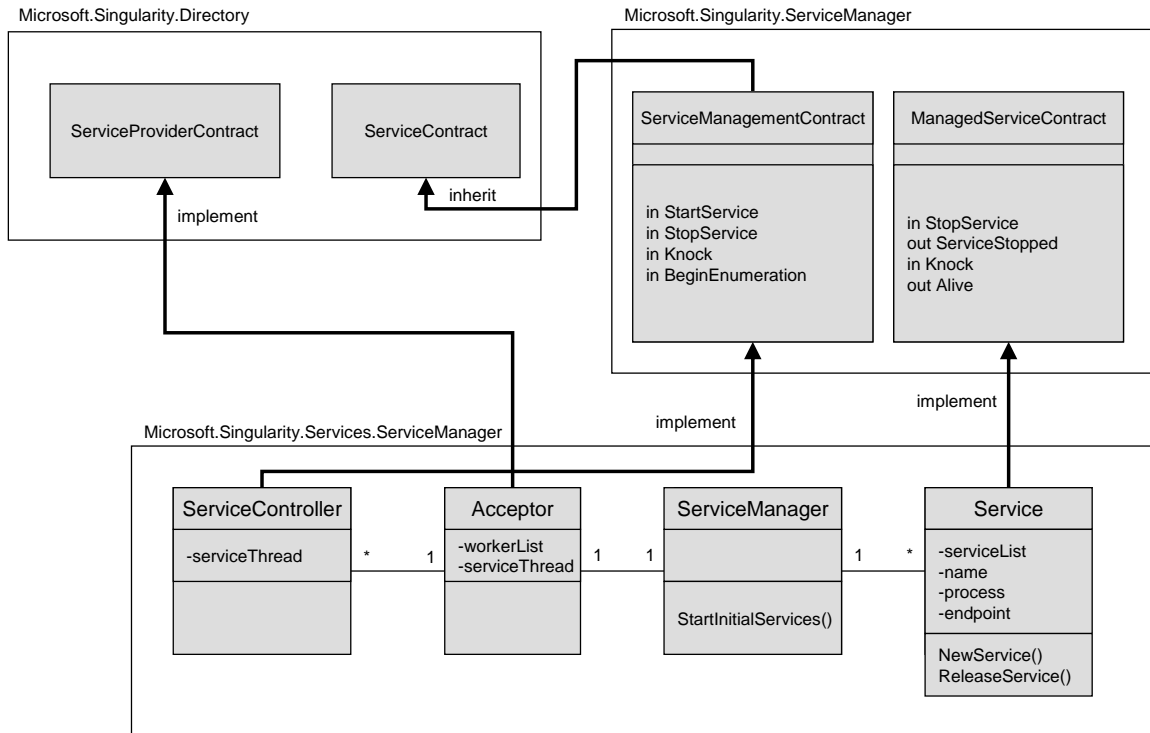 Microsoft.Singularity.Directory
ServiceProviderContract
ServiceContract
implement
inherit
Microsoft.Singularity.ServiceManager
ServiceManagementContract
in StartService
in StopService
in Knock
in BeginEnumeration
ManagedServiceContract
in StopService
out ServiceStopped
in Knock
out Alive
implement
implement
Microsoft.Singularity.Services.ServiceManager
ServiceController
-serviceThread
*
1
Acceptor
-workerList
-serviceThread
1
1
ServiceManager
StartInitialServices()
1
*
Service
-serviceList
-name
-process
-endpoint
NewService()
ReleaseService()